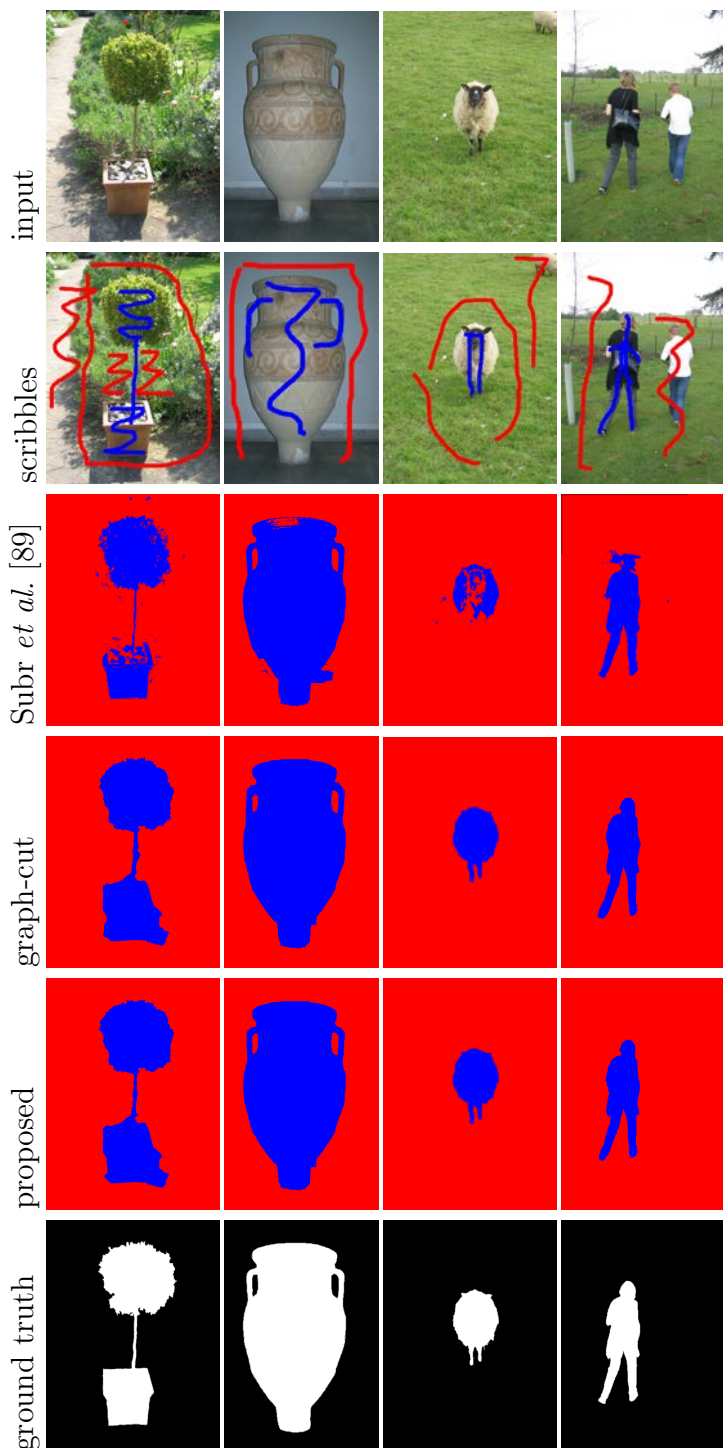 input
scribbles
Subr et al. [89]
graph-cut
proposed
ground truth